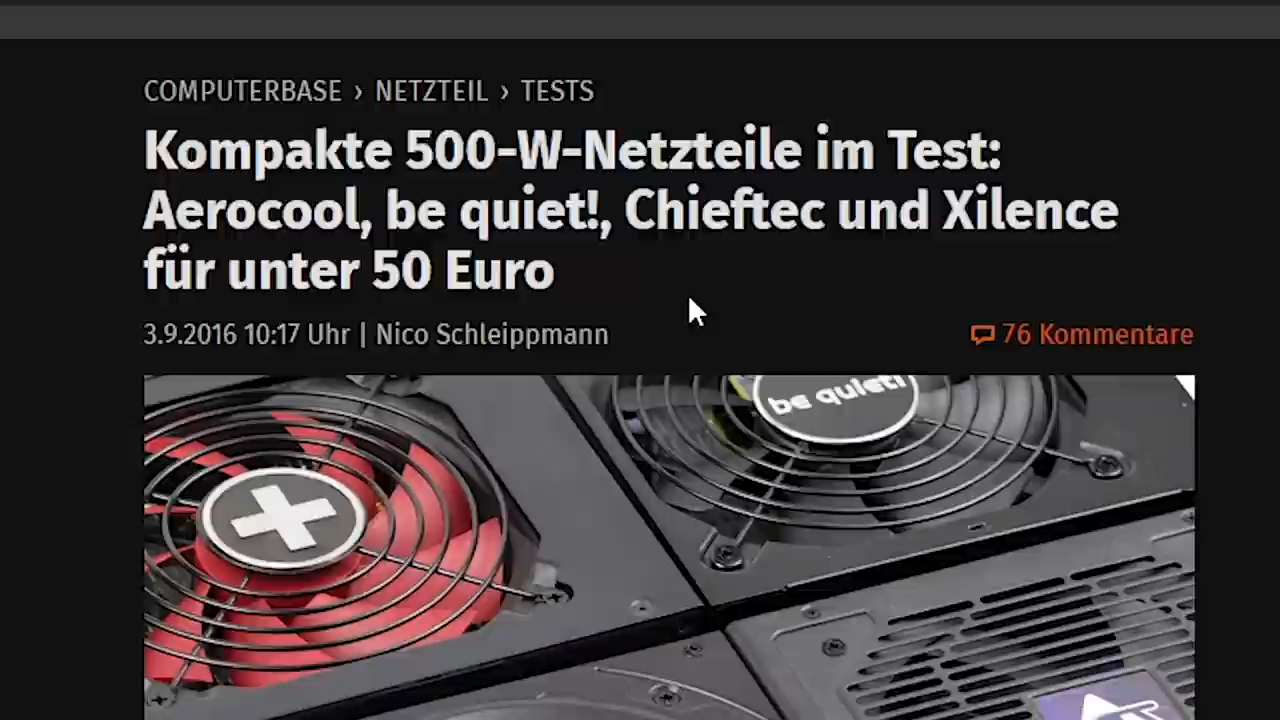 COMPUTERBASE › NETZTEIL › TESTS
Kompakte 500-W-Netzteile im Test:
Aerocool, be quiet!, Chieftec und Xilence
für unter 50 Euro
3.9.2016 10:17 Uhr | Nico Schleippmann
76 Kommentare
be quiet!